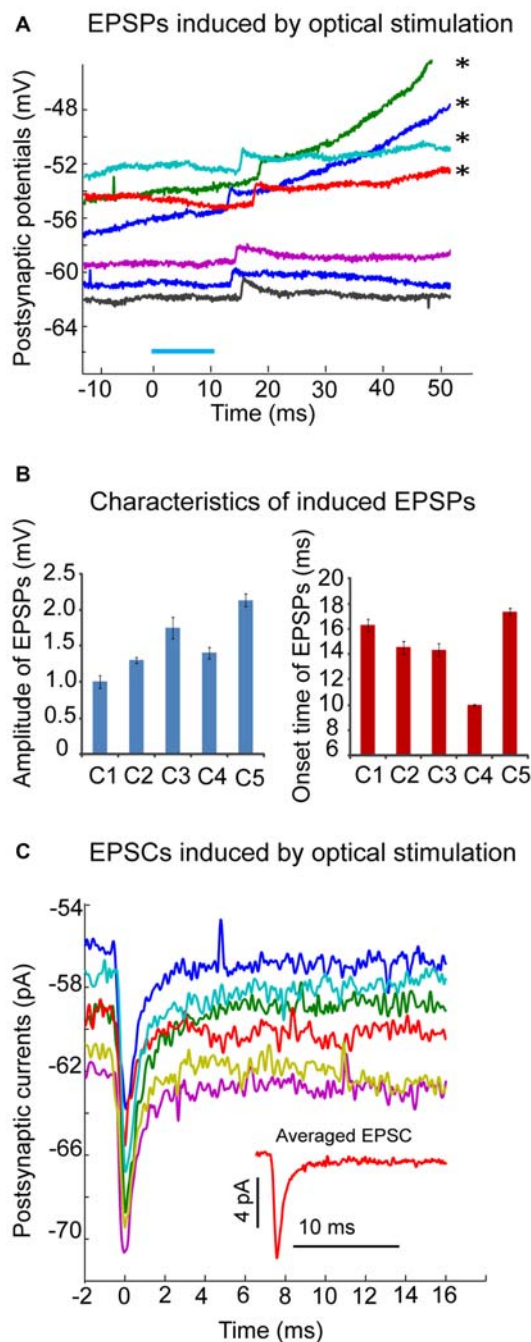 A
EPSPs induced by optical stimulation
Postsynaptic potentials (mV)
-48
-52
-56
-60
-64
*
*
*
*
-10 0 10 20 30 40 50
Time (ms)
B
Characteristics of induced EPSPs
Amplitude of EPSPs (mV)
2.5
2.0
1.5
1.0
0.5
0
C1 C2 C3 C4 C5
Onset time of EPSPs (ms)
18
16
14
12
10
8
6
C1 C2 C3 C4 C5
C
EPSCs induced by optical stimulation
Postsynaptic currents (pA)
-54
-58
-62
-66
-70
Averaged EPSC
4 pA
10 ms
-2 0 2 4 6 8 10 12 14 16
Time (ms)